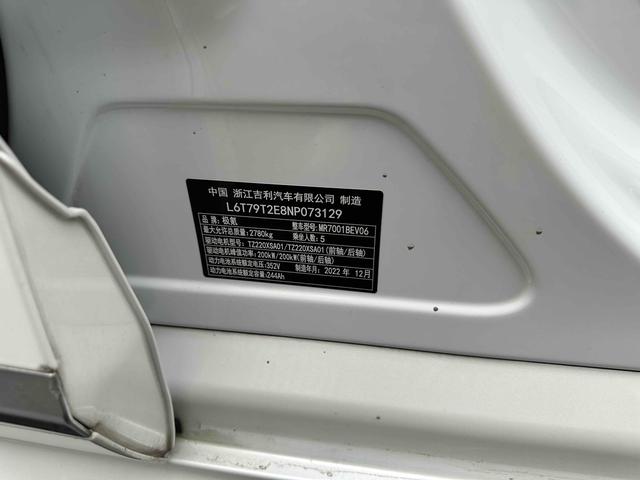 中国 浙江吉利汽车有限公司 制造
L6T79T2E8NP073129
品牌:极氪 整车型号:MR7001BEV06
最大允许总质量:2780kg 乘坐人数:5
驱动电机型号:TZ220XSA01/TZ220XSA01(前轴/后轴)
驱动电机峰值功率:200kW/200kW(前轴/后轴)
动力电池系统额定电压:352V 制造年月:2022 年 12月
动力电池系统额定容量:244Ah